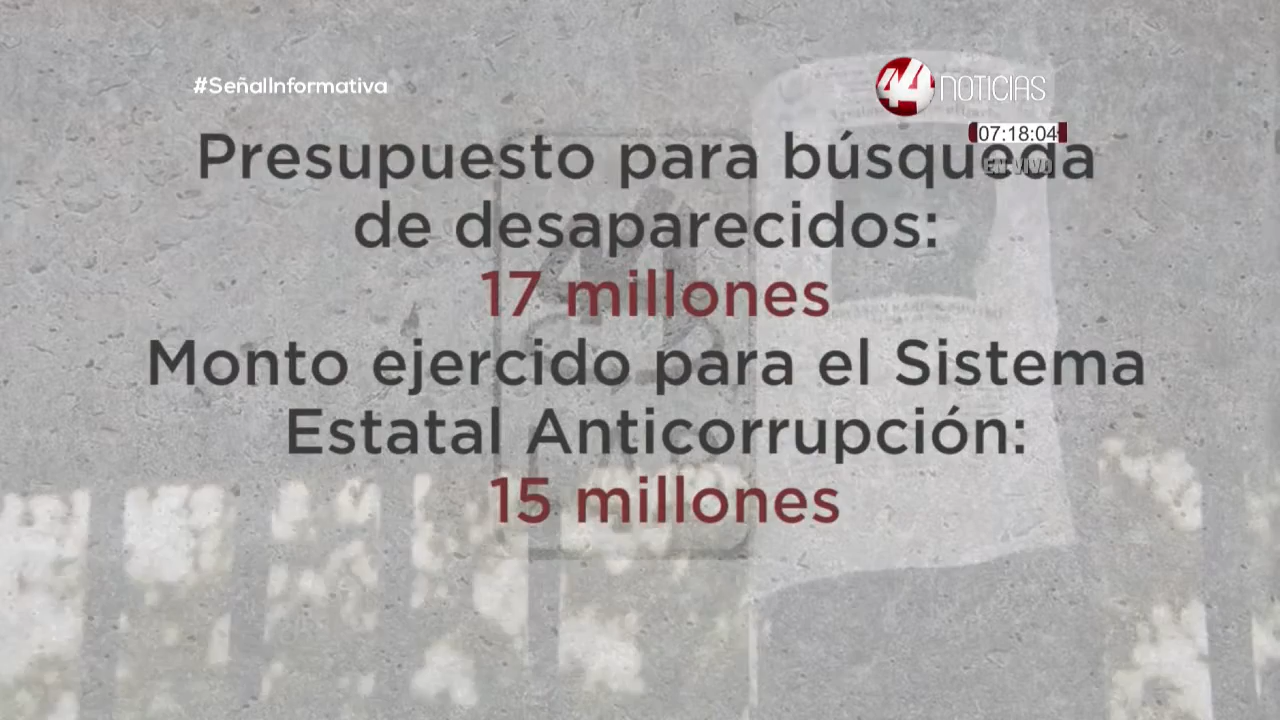 #SeñalInformativa
44 NOTICIAS
07:18:04
EN VIVO
Presupuesto para búsqueda
de desaparecidos:
17 millones
Monto ejercido para el Sistema
Estatal Anticorrupción:
15 millones